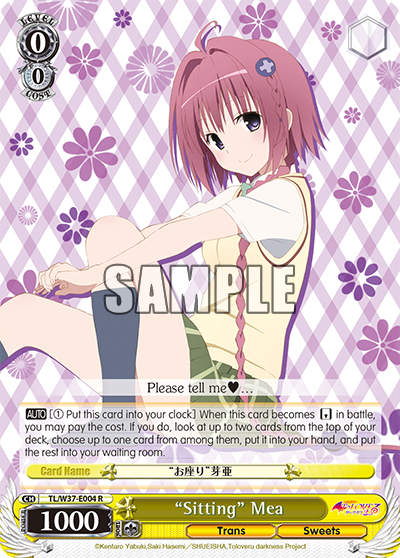 LEVEL
0
0
COST
SAMPLE
Please tell me♥…
AUTO [① Put this card into your clock] When this card becomes [▼] in battle,
you may pay the cost. If you do, look at up to two cards from the top of your
deck, choose up to one card from among them, put it into your hand, and put
the rest into your waiting room.
Card Name “お座り”芽亜
CH TL/W37-E004 R
1000
“Sitting” Mea
Trans Sweets
©Kentaro Yabuki,Saki Hasemi / SHUEISHA,Toloveru darkness Project